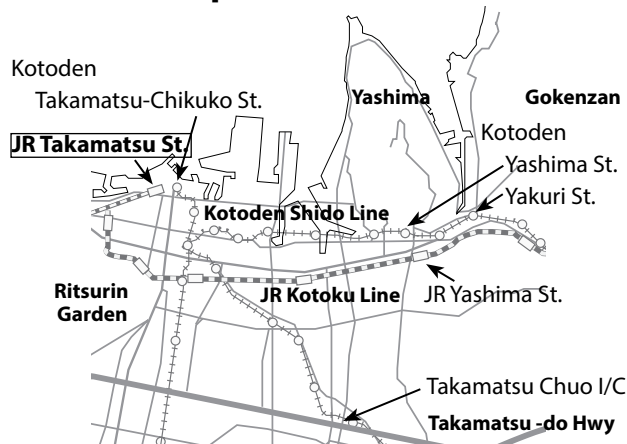 Kotoden
Takamatsu-Chikuko St.
JR Takamatsu St.
Yashima
Gokenzan
Kotoden
Yashima St.
Yakuri St.
Kotoden Shido Line
Ritsurin
Garden
JR Kotoku Line
JR Yashima St.
Takamatsu Chuo I/C
Takamatsu -do Hwy